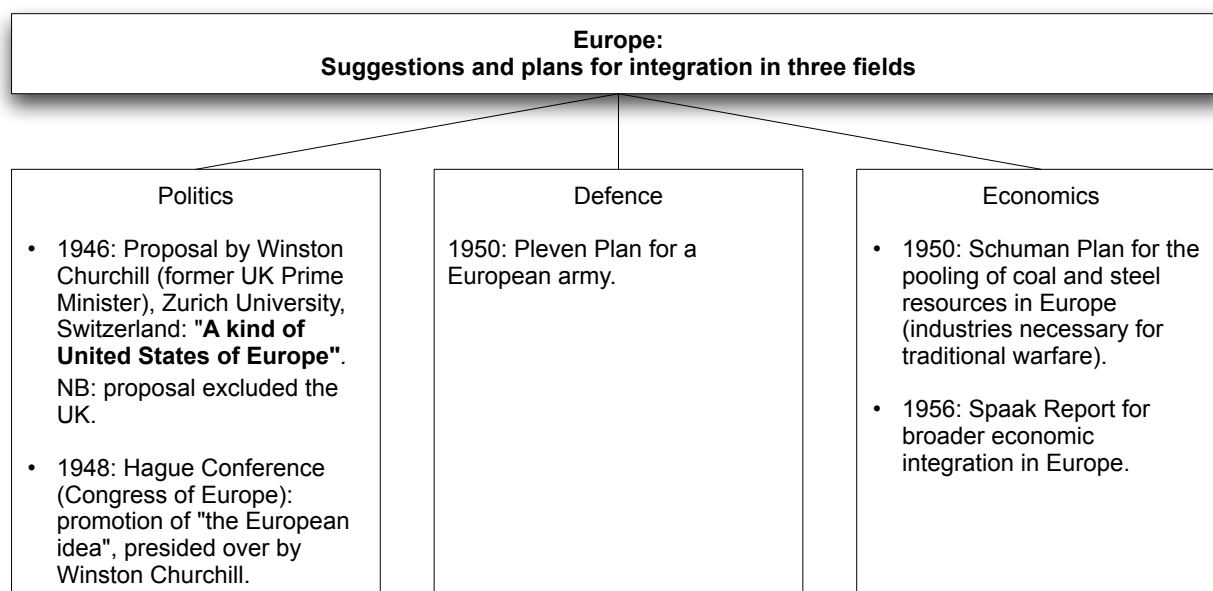 Europe:
Suggestions and plans for integration in three fields
Politics
• 1946: Proposal by Winston
Churchill (former UK Prime
Minister), Zurich University,
Switzerland: "A kind of
United States of Europe".
NB: proposal excluded the
UK.
• 1948: Hague Conference
(Congress of Europe):
promotion of "the European
idea", presided over by
Winston Churchill.
Defence
1950: Pleven Plan for a
European army.
Economics
• 1950: Schuman Plan for the
pooling of coal and steel
resources in Europe
(industries necessary for
traditional warfare).
• 1956: Spaak Report for
broader economic
integration in Europe.